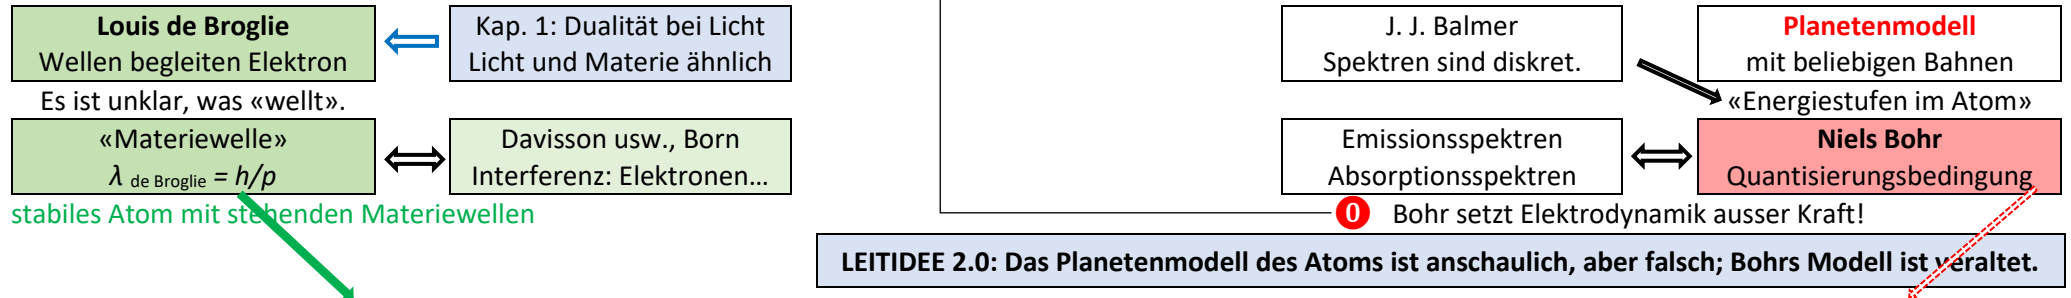 Louis de Broglie
Wellen begleiten Elektron
Kap. 1: Dualität bei Licht
Licht und Materie ähnlich
Es ist unklar, was «wellt».
«Materiewelle»
λ de Broglie = h/p
Davisson usw., Born
Interferenz: Elektronen…
stabiles Atom mit stehenden Materiewellen
J. J. Balmer
Spektren sind diskret.
Planetenmodell
mit beliebigen Bahnen
«Energiestufen im Atom»
Emissionsspektren
Absorptionsspektren
Niels Bohr
Quantisierungsbedingung
0 Bohr setzt Elektrodynamik ausser Kraft!
LEITIDEE 2.0: Das Planetenmodell des Atoms ist anschaulich, aber falsch; Bohrs Modell ist veraltet.